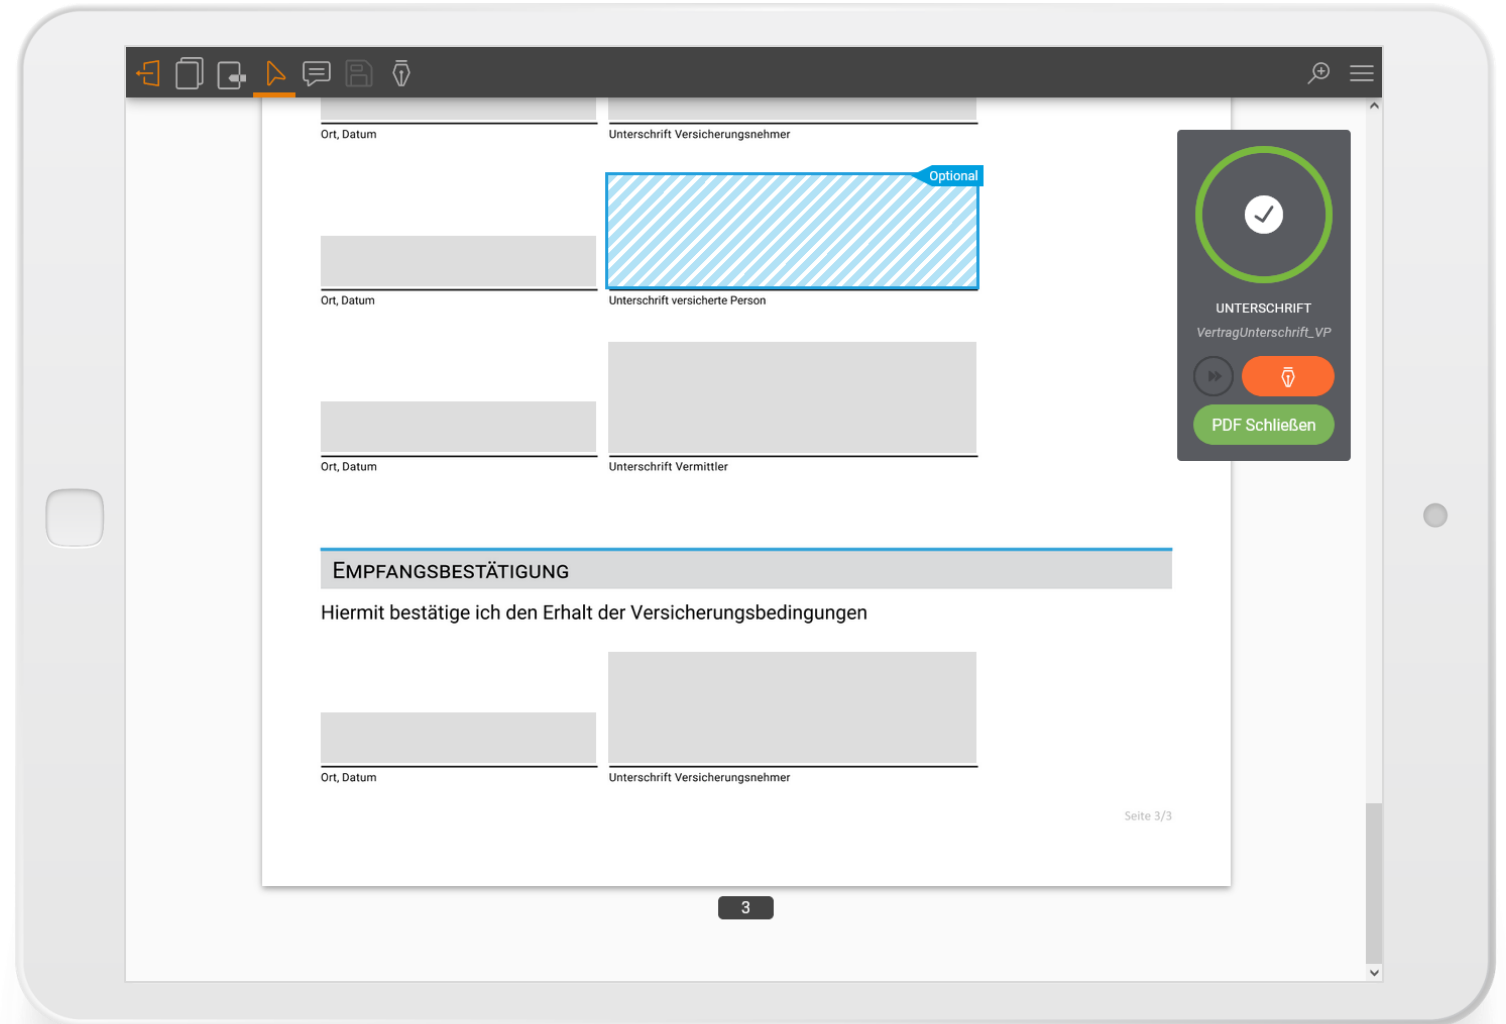 Ort, Datum
Unterschrift Versicherungsnehmer
Optional
Ort, Datum
Unterschrift versicherte Person
UNTERSCHRIFT
VertragUnterschrift_VP
PDF Schließen
Ort, Datum
Unterschrift Vermittler
EMPFANGSBESTÄTIGUNG
Hiermit bestätige ich den Erhalt der Versicherungsbedingungen
Ort, Datum
Unterschrift Versicherungsnehmer
Seite 3/3
3